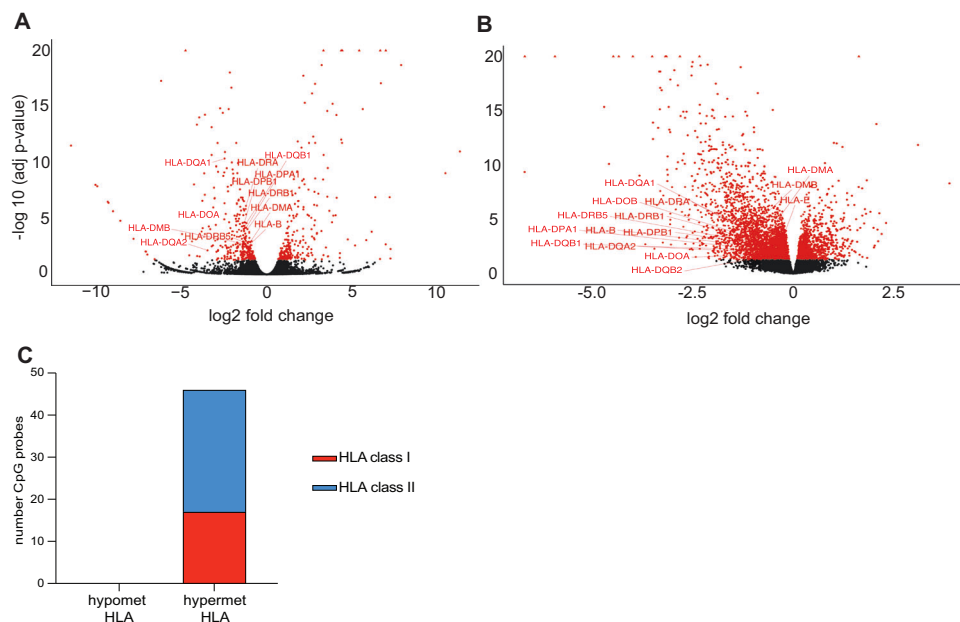 A
20
15
10
5
0
-log 10 (adj p-value)
HLA-DQB1
HLA-DQA1
HLA-DRA
HLA-DPA1
HLA-DPB1
HLA-DRB1
HLA-DMA
HLA-DOA
HLA-B
HLA-DMB
HLA-DRB5
HLA-DQA2
−10
−5
0
5
10
log2 fold change
B
20
15
10
5
0
HLA-DMA
HLA-DQA1
HLA-DMB
HLA-DOB
HLA-DRA
HLA-F
HLA-DRB5
HLA-DRB1
HLA-DPA1
HLA-B
HLA-DPB1
HLA-DQB1
HLA-DQA2
HLA-DOA
HLA-DQB2
-5.0
-2.5
0
2.5
log2 fold change
C
50
40
30
20
10
0
number CpG probes
hypomet
HLA
hypermet
HLA
HLA class I
HLA class II